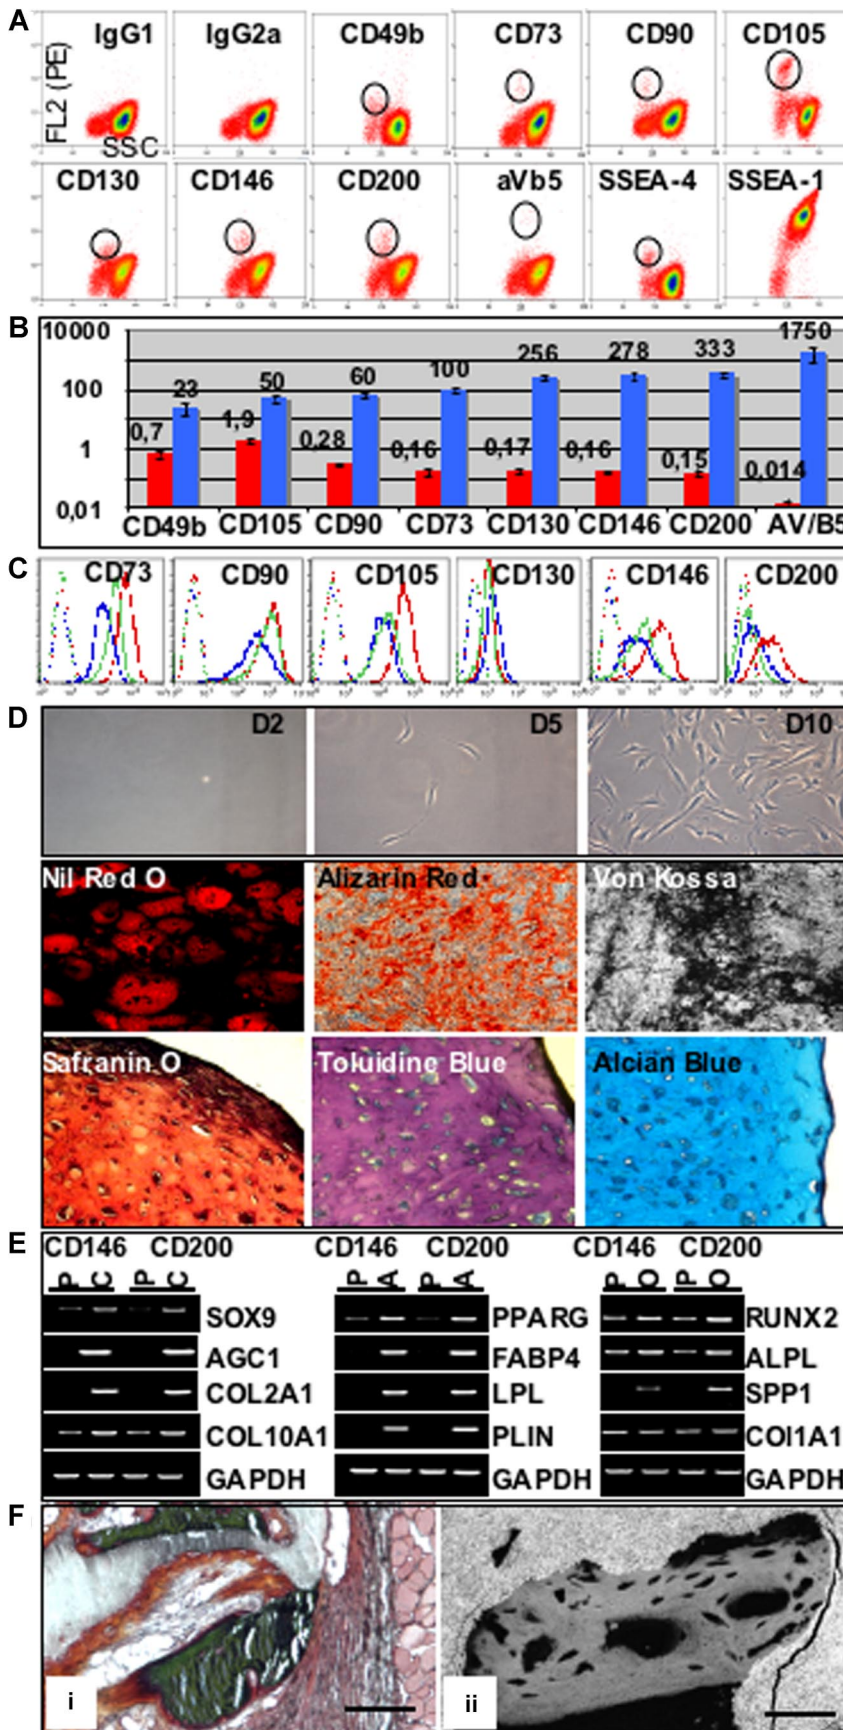 A
IgG1 IgG2a CD49b CD73 CD90 CD105
FL2 (PE)
SSC
CD130 CD146 CD200 aVb5 SSEA-4 SSEA-1
B
10000
100
1
0,01
0,7 23 1,9 50 0,28 60 0,16 100 0,17 256 0,16 278 0,15 333 0,014 1750
CD49b CD105 CD90 CD73 CD130 CD146 CD200 AV/B5
C
CD73 CD90 CD105 CD130 CD146 CD200
D
D2 D5 D10
Nil Red O Alizarin Red Von Kossa
Safranin O Toluidine Blue Alcian Blue
E
CD146 CD200 CD146 CD200 CD146 CD200
P C P C P A P A P O P O
SOX9 PPARG RUNX2
AGC1 FABP4 ALPL
COL2A1 LPL SPP1
COL10A1 PLIN COl1A1
GAPDH GAPDH GAPDH
F
i ii